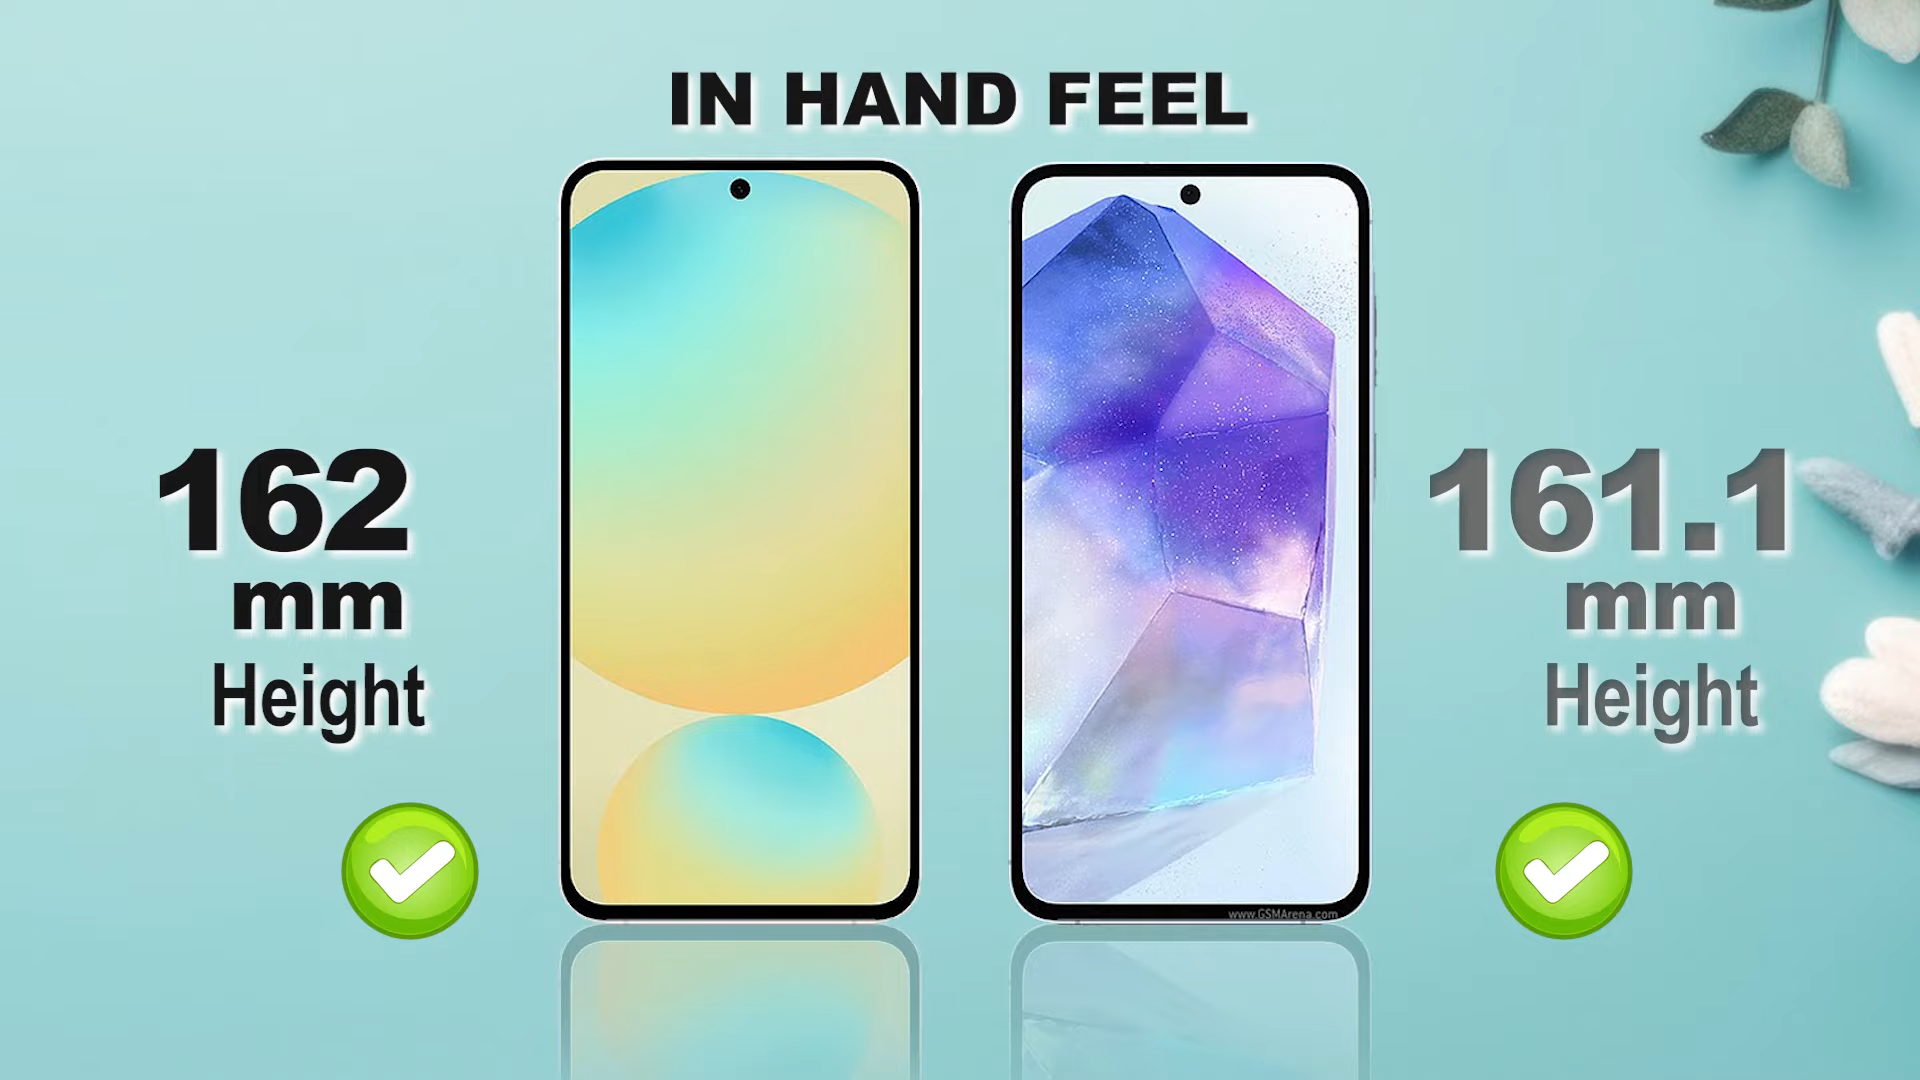 IN HAND FEEL
162
mm
Height
161.1
mm
Height
www.GSMArena.com